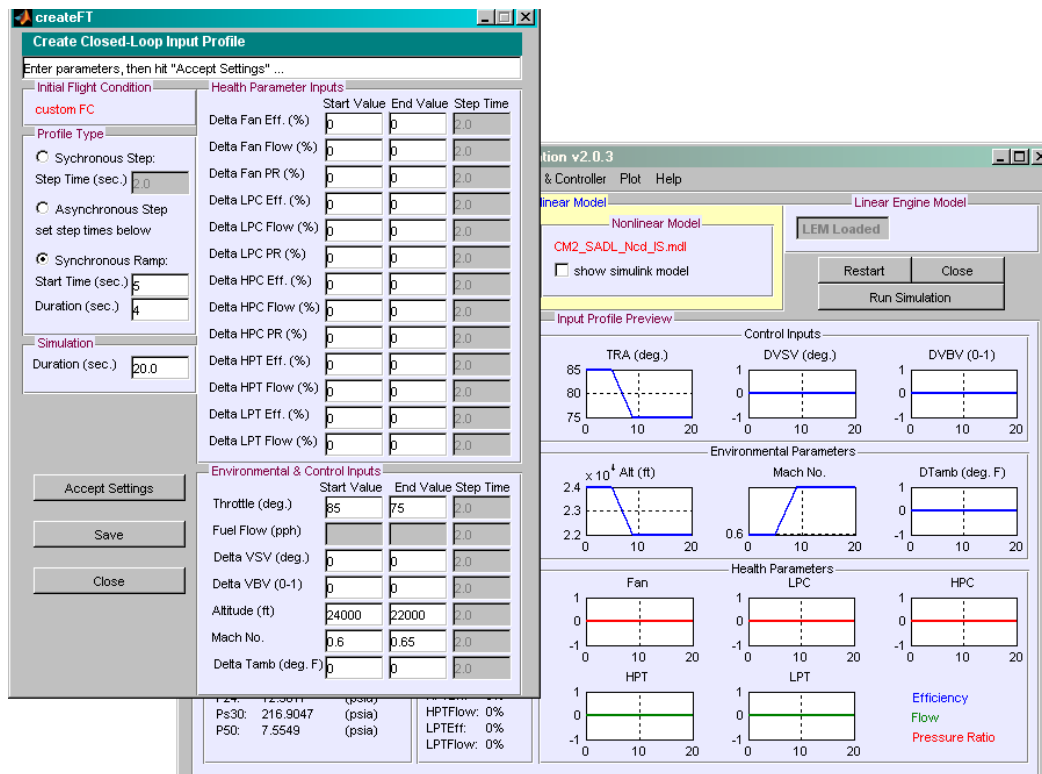 createFT
Create Closed-Loop Input Profile
Enter parameters, then hit "Accept Settings" ...
Initial Flight Condition
custom FC
Profile Type
Sychronous Step:
Step Time (sec.) 2.0
Asynchronous Step
set step times below
Synchronous Ramp:
Start Time (sec.) 5
Duration (sec.) 4
Simulation
Duration (sec.) 20.0
Accept Settings
Save
Close
Health Parameter Inputs
Start Value End Value Step Time
Delta Fan Eff. (%) 0 0 2.0
Delta Fan Flow (%) 0 0 2.0
Delta Fan PR (%) 0 0 2.0
Delta LPC Eff. (%) 0 0 2.0
Delta LPC Flow (%) 0 0 2.0
Delta LPC PR (%) 0 0 2.0
Delta HPC Eff. (%) 0 0 2.0
Delta HPC Flow (%) 0 0 2.0
Delta HPC PR (%) 0 0 2.0
Delta HPT Eff. (%) 0 0 2.0
Delta HPT Flow (%) 0 0 2.0
Delta LPT Eff. (%) 0 0 2.0
Delta LPT Flow (%) 0 0 2.0
Environmental & Control Inputs
Start Value End Value Step Time
Throttle (deg.) 85 75 2.0
Fuel Flow (pph) 2.0
Delta VSV (deg.) 0 0 2.0
Delta VBV (0-1) 0 0 2.0
Altitude (ft) 24000 22000 2.0
Mach No. 0.6 0.65 2.0
Delta Tamb (deg. F) 0 0 2.0
tion v2.0.3
& Controller Plot Help
linear Model
Nonlinear Model
CM2_SADL_Ncd_IS.mdl
show simulink model
Linear Engine Model
LEM Loaded
Restart Close
Run Simulation
Input Profile Preview
Control Inputs
TRA (deg.) DVSV (deg.) DVBV (0-1)
85 1 1
80 0 0
75 -1 -1
0 10 20 0 10 20 0 10 20
Environmental Parameters
x 10^4 Alt (ft) Mach No. DTamb (deg. F)
2.4 1
2.3 0
2.2 0.6 -1
0 10 20 0 10 20 0 10 20
Health Parameters
Fan LPC HPC
1 1 1
0 0 0
-1 -1 -1
0 10 20 0 10 20 0 10 20
HPT LPT
1 1
0 0
-1 -1
0 10 20 0 10 20
Efficiency
Flow
Pressure Ratio
Ps30: 216.9047 (psia)
P50: 7.5549 (psia)
HPTFlow: 0%
LPTEff: 0%
LPTFlow: 0%